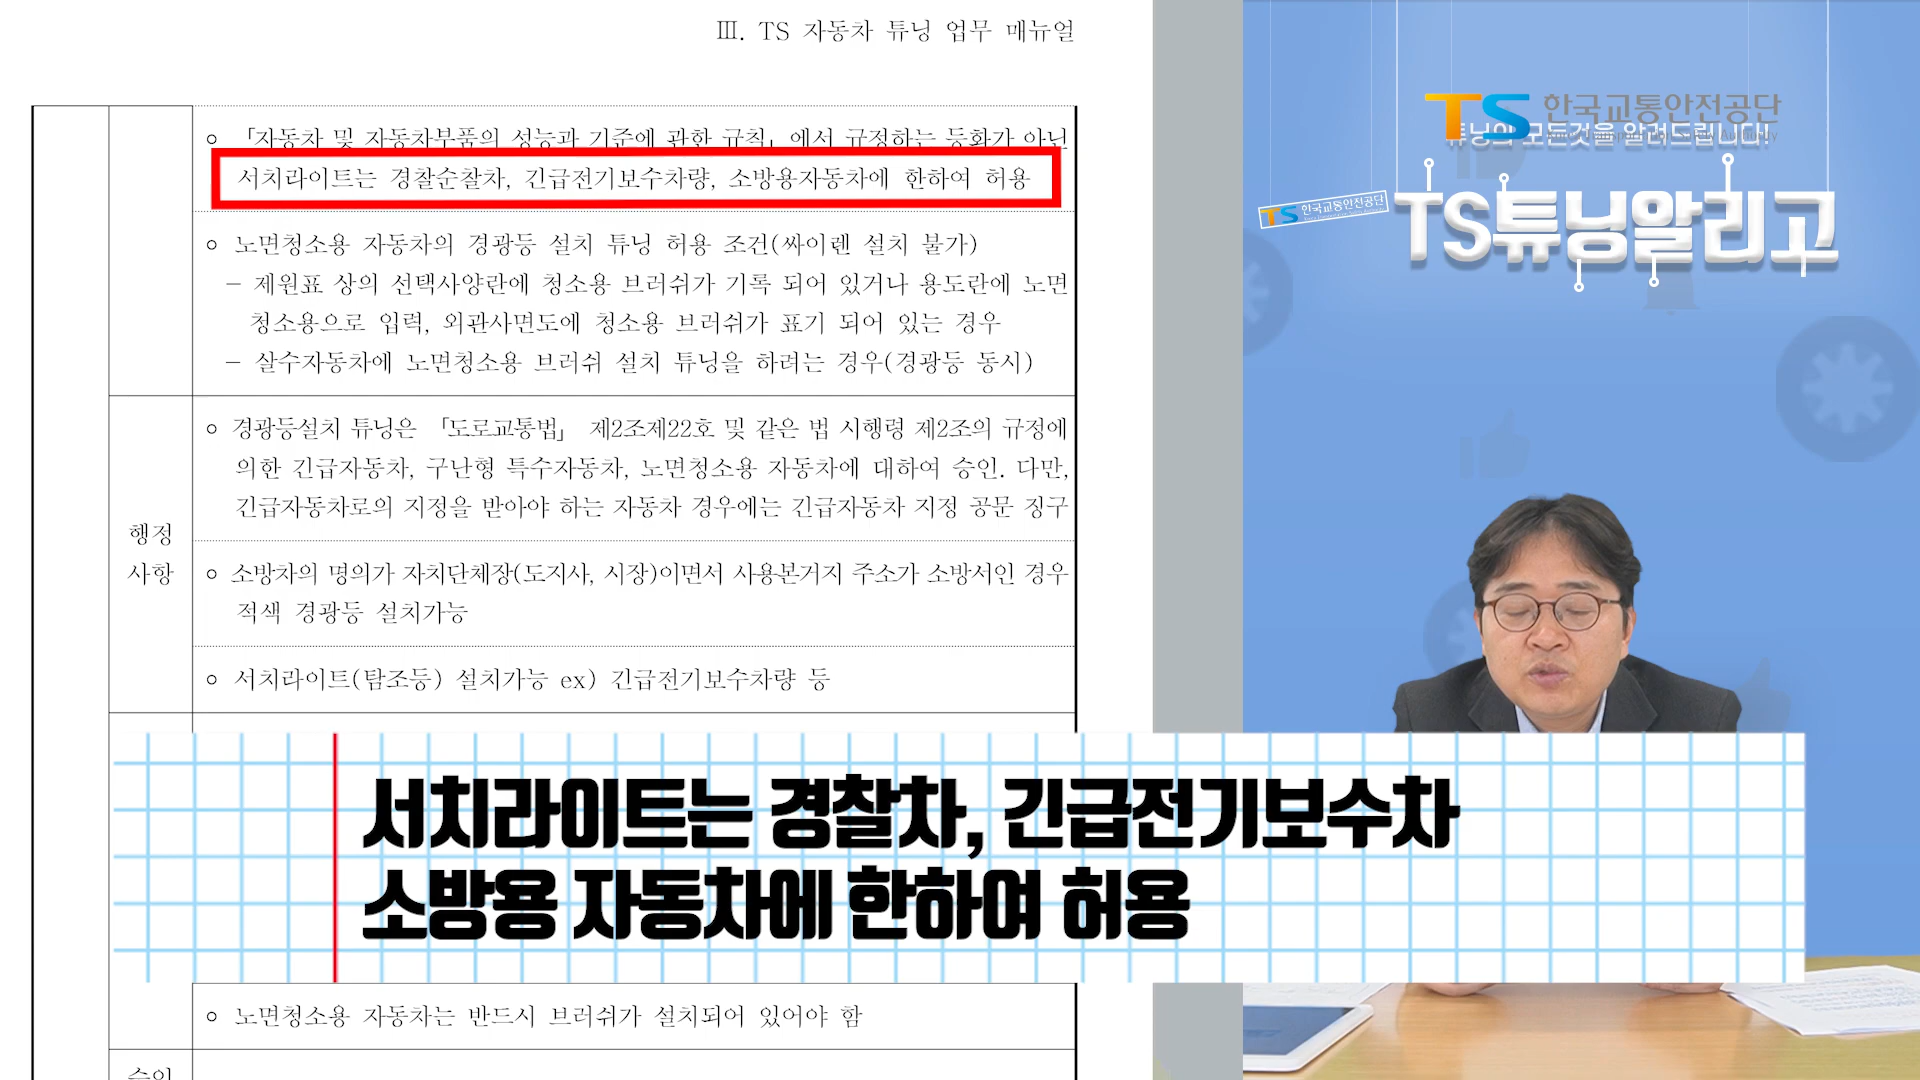 Ⅲ. TS 자동차 튜닝 업무 매뉴얼
○ 「자동차 및 자동차부품의 성능과 기준에 관한 규칙」에서 규정하는 등화가 아닌
서치라이트는 경찰순찰차, 긴급전기보수차량, 소방용자동차에 한하여 허용
○ 노면청소용 자동차의 경광등 설치 튜닝 허용 조건(싸이렌 설치 불가)
- 제원표 상의 선택사양란에 청소용 브러쉬가 기록 되어 있거나 용도란에 노면
청소용으로 입력, 외관사면도에 청소용 브러쉬가 표기 되어 있는 경우
- 살수자동차에 노면청소용 브러쉬 설치 튜닝을 하려는 경우(경광등 동시)
행정
사항
○ 경광등설치 튜닝은 「도로교통법」 제2조제22호 및 같은 법 시행령 제2조의 규정에
의한 긴급자동차, 구난형 특수자동차, 노면청소용 자동차에 대하여 승인. 다만,
긴급자동차로의 지정을 받아야 하는 자동차 경우에는 긴급자동차 지정 공문 징구
○ 소방차의 명의가 자치단체장(도지사, 시장)이면서 사용본거지 주소가 소방서인 경우
적색 경광등 설치가능
○ 서치라이트(탐조등) 설치가능 ex) 긴급전기보수차량 등
서치라이트는 경찰차, 긴급전기보수차
소방용 자동차에 한하여 허용
○ 노면청소용 자동차는 반드시 브러쉬가 설치되어 있어야 함
승인
TS 한국교통안전공단
튜닝의 모든것을 알려드립니다!
TS 한국교통안전공단
TS튜닝알리고